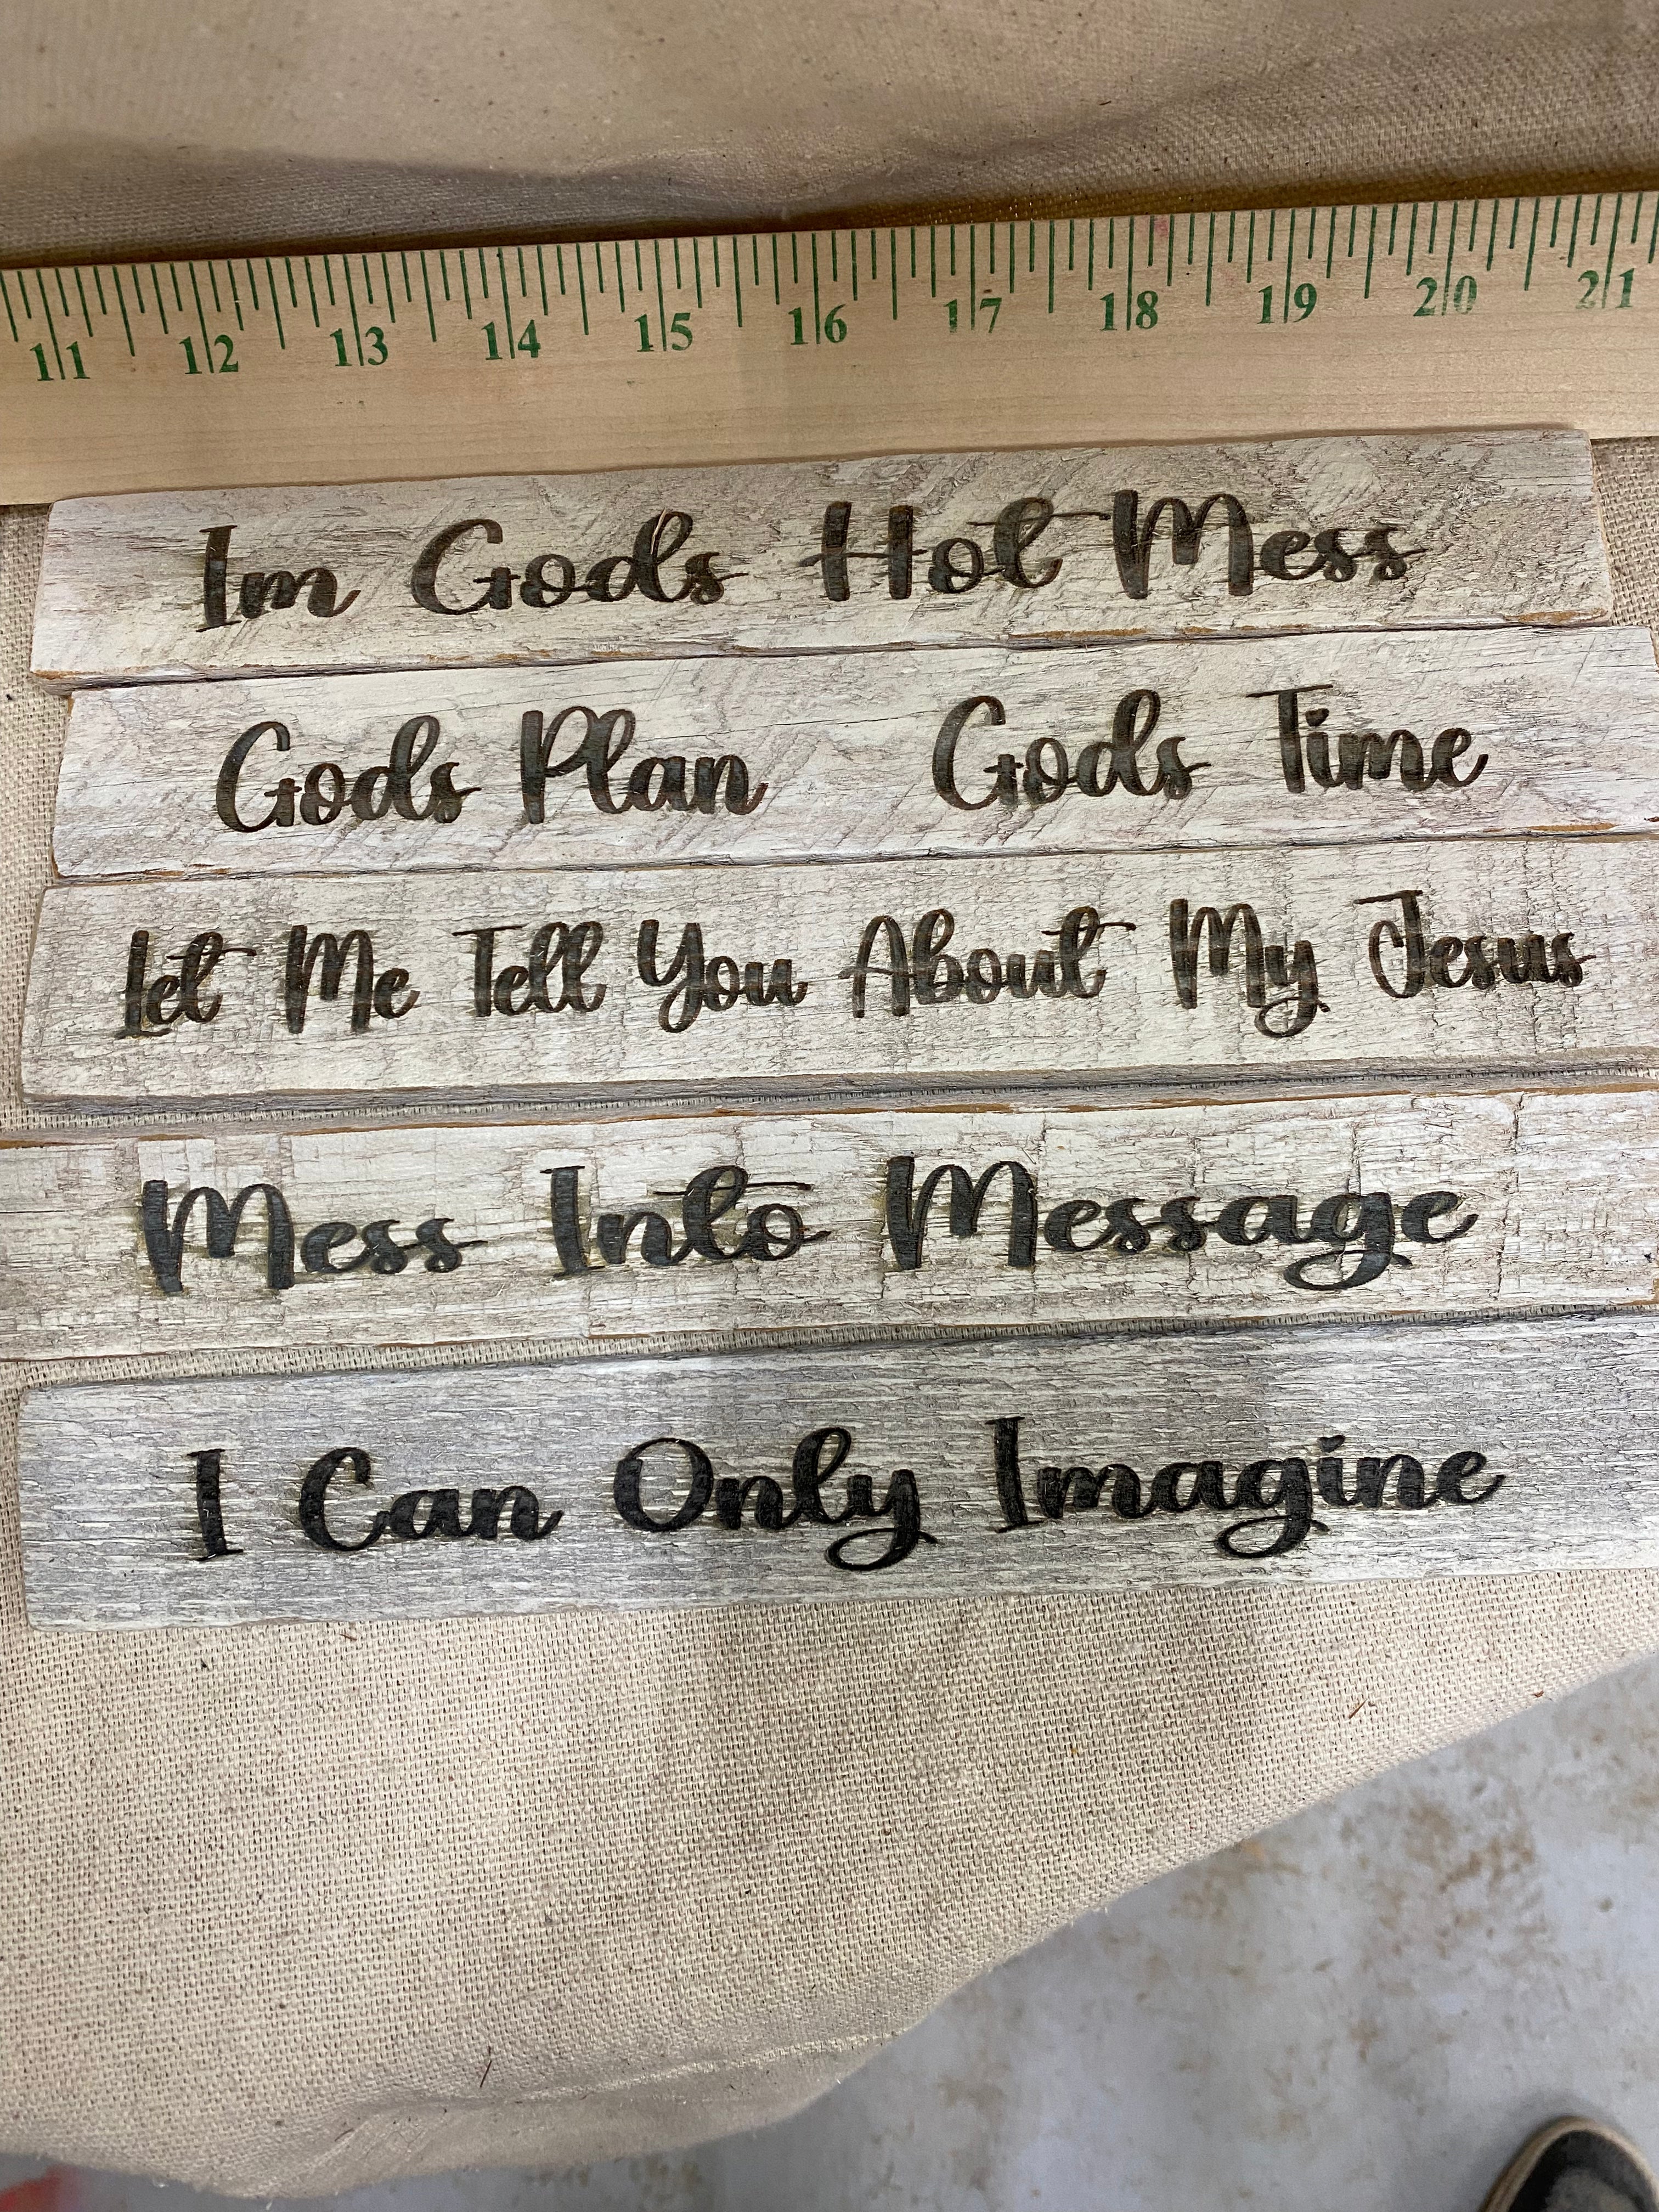 11 12 13 14 15 16 17 18 19 20 21
Im Gods Hot Mess
Gods Plan Gods Time
Let Me Tell You About My Jesus
Mess Into Message
I Can Only Imagine